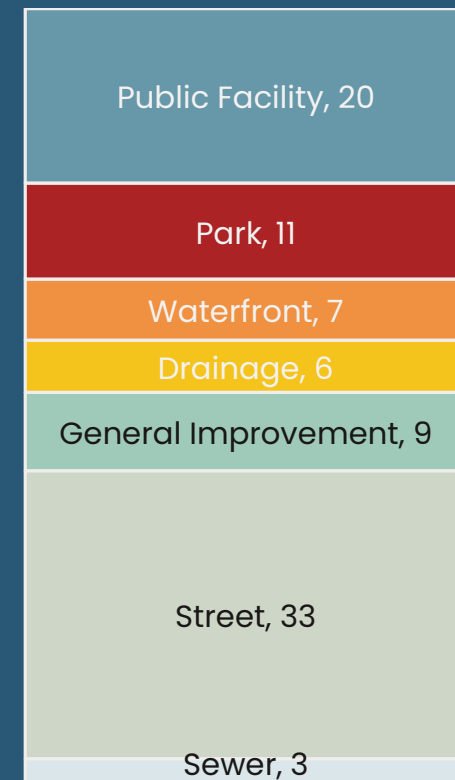 Public Facility, 20
Park, 11
Waterfront, 7
Drainage, 6
General Improvement, 9
Street, 33
Sewer, 3